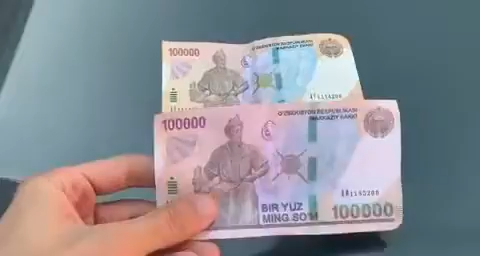 100000
O'ZBEKISTON RESPUBLIKASI
MARKAZIY BANKI
100000
O'ZBEKISTON RESPUBLIKASI
MARKAZIY BANKI
BIR YUZ
MING SO'M
100000